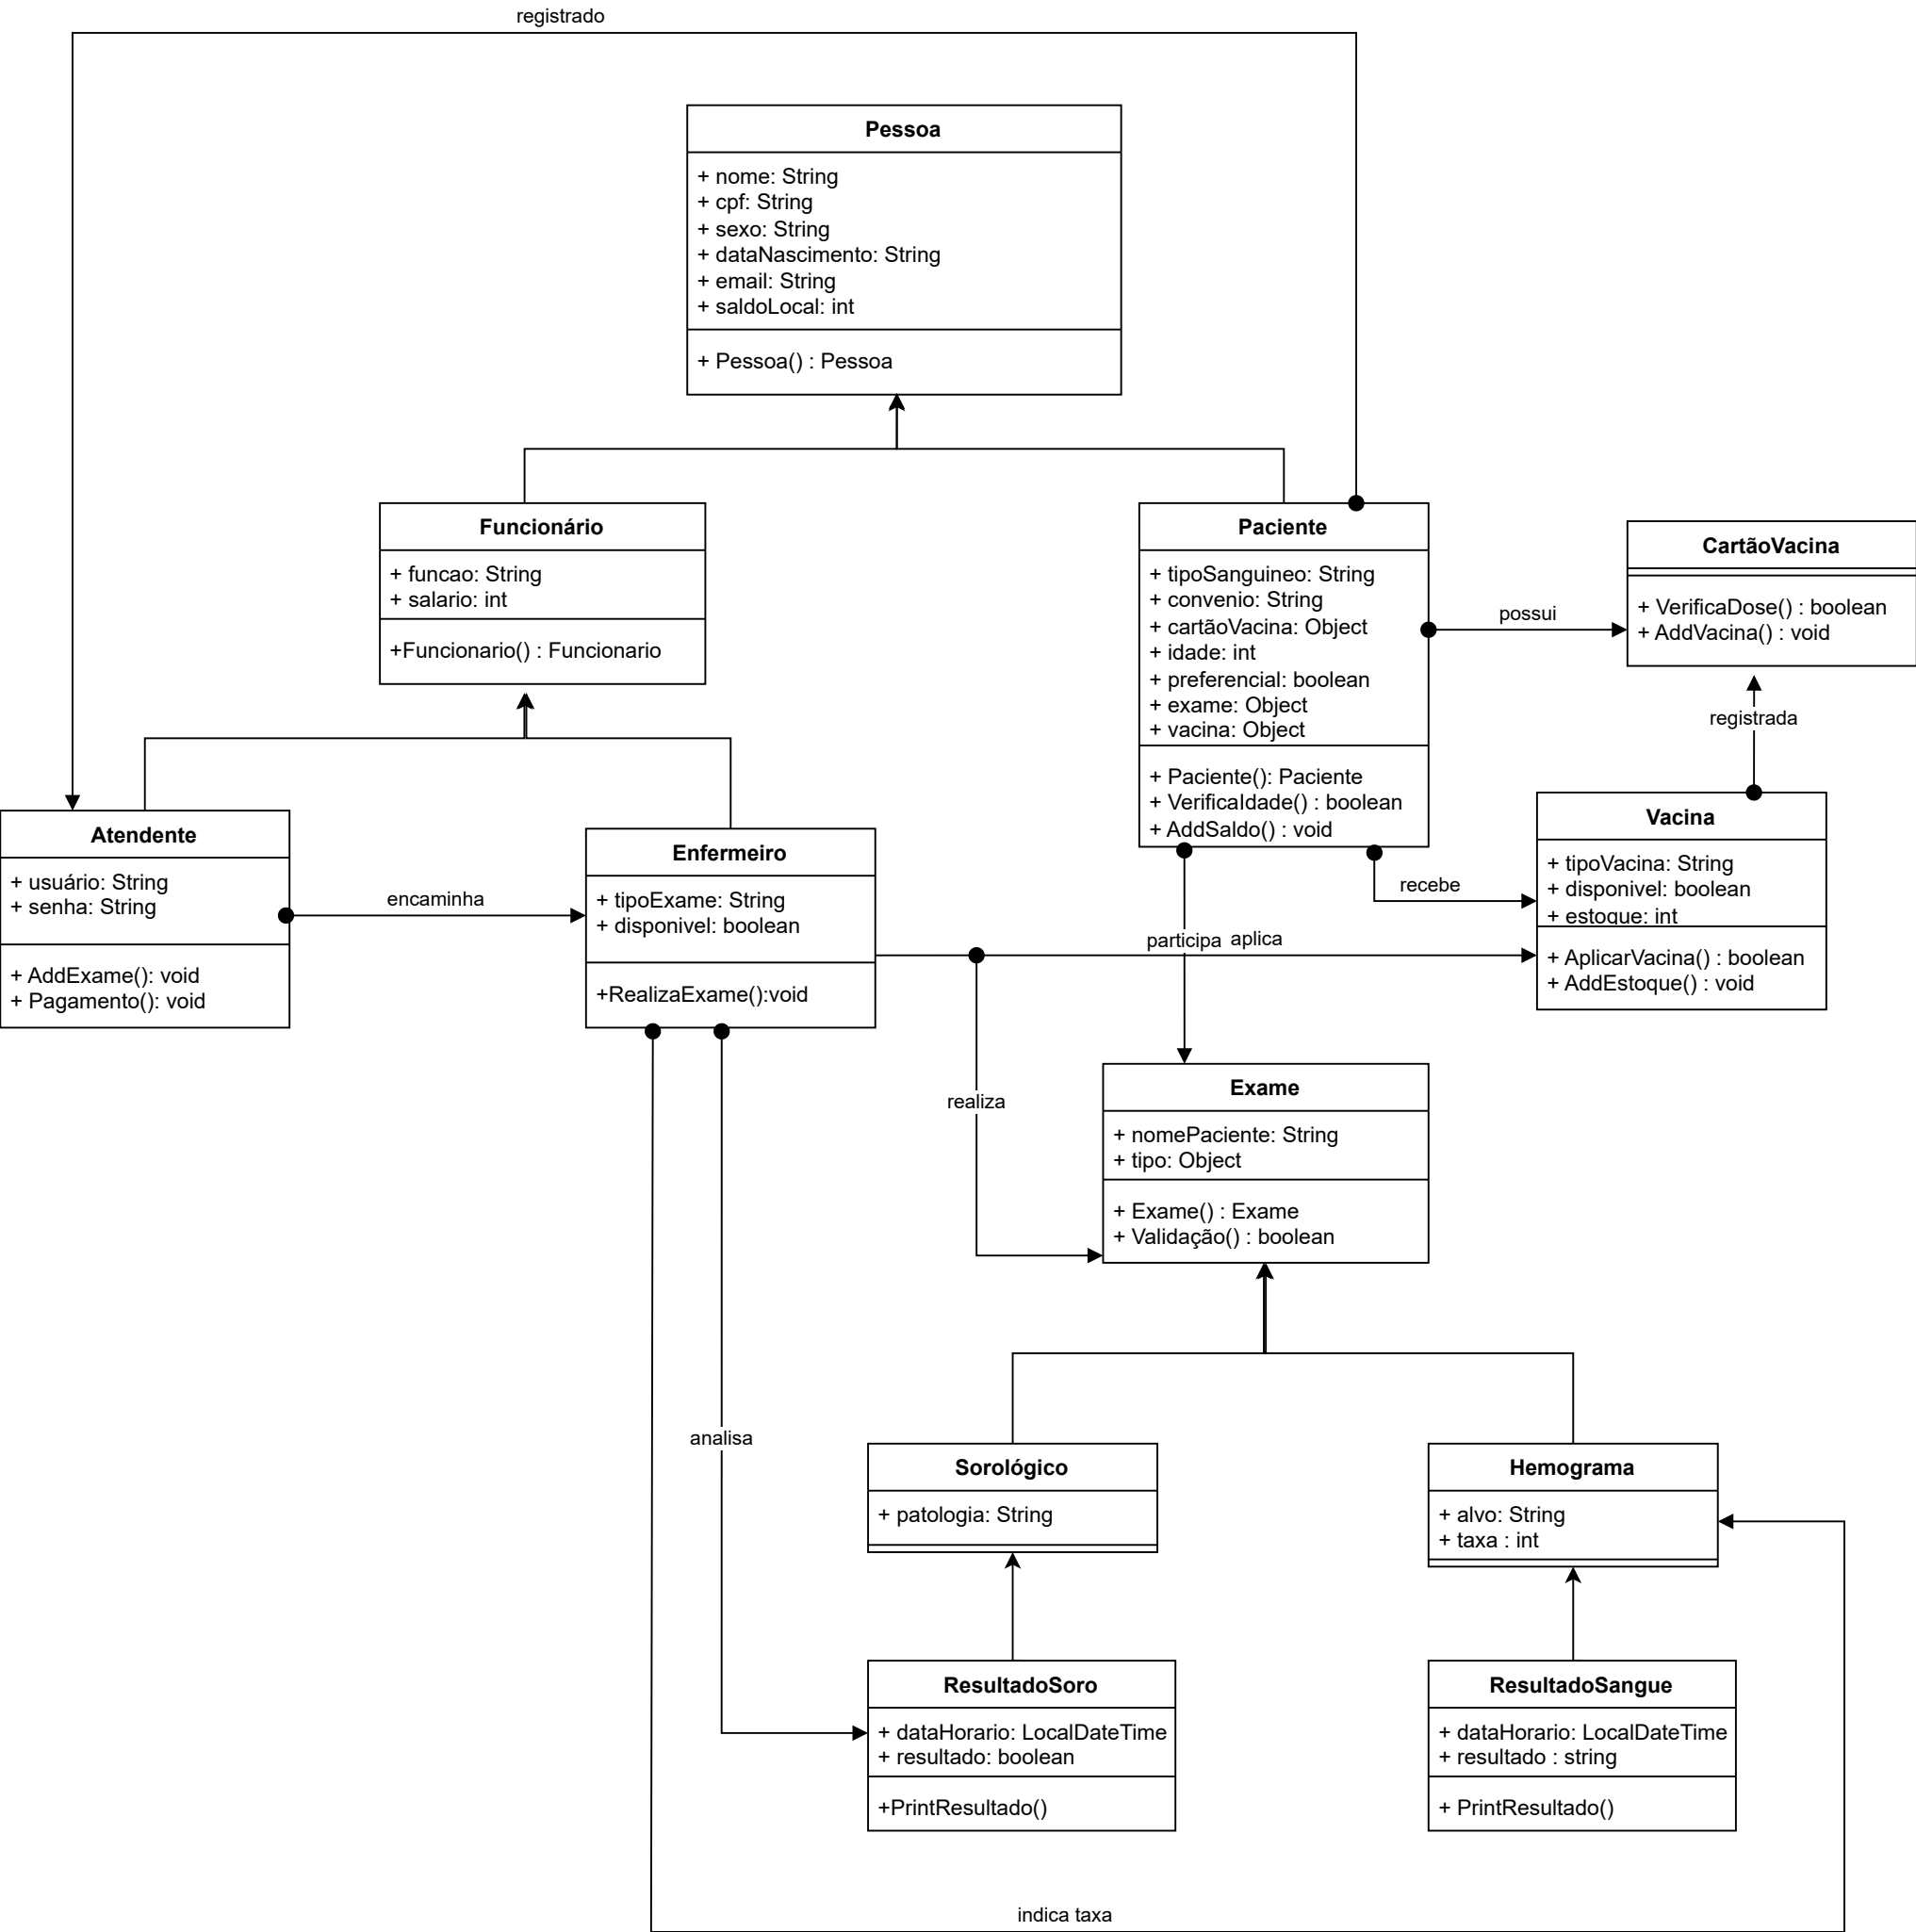 registrado
Pessoa
+ nome: String
+ cpf: String
+ sexo: String
+ dataNascimento: String
+ email: String
+ saldoLocal: int
+ Pessoa() : Pessoa
Funcionário
+ funcao: String
+ salario: int
+Funcionario() : Funcionario
Paciente
+ tipoSanguineo: String
+ convenio: String
+ cartãoVacina: Object
+ idade: int
+ preferencial: boolean
+ exame: Object
+ vacina: Object
+ Paciente(): Paciente
+ VerificaIdade() : boolean
+ AddSaldo() : void
possui
CartãoVacina
+ VerificaDose() : boolean
+ AddVacina() : void
registrada
Atendente
+ usuário: String
+ senha: String
+ AddExame(): void
+ Pagamento(): void
encaminha
Enfermeiro
+ tipoExame: String
+ disponivel: boolean
+RealizaExame():void
recebe
Vacina
+ tipoVacina: String
+ disponivel: boolean
+ estoque: int
+ AplicarVacina() : boolean
+ AddEstoque() : void
participa
aplica
realiza
Exame
+ nomePaciente: String
+ tipo: Object
+ Exame() : Exame
+ Validação() : boolean
analisa
Sorológico
+ patologia: String
Hemograma
+ alvo: String
+ taxa : int
ResultadoSoro
+ dataHorario: LocalDateTime
+ resultado: boolean
+PrintResultado()
ResultadoSangue
+ dataHorario: LocalDateTime
+ resultado : string
+ PrintResultado()
indica taxa